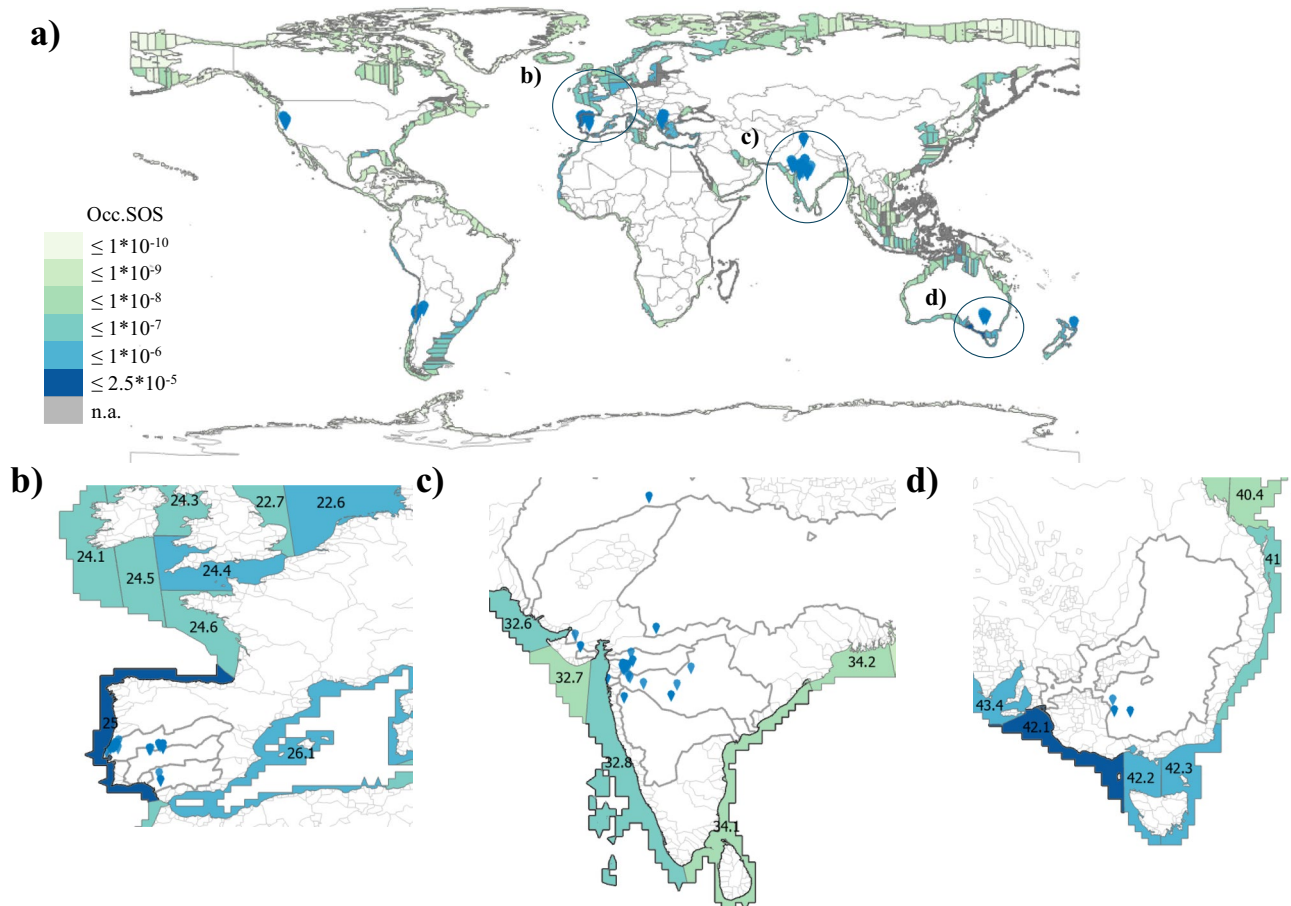 a)
b)
c)
d)
Occ.SOS
≤ 1*10⁻¹⁰
≤ 1*10⁻⁹
≤ 1*10⁻⁸
≤ 1*10⁻⁷
≤ 1*10⁻⁶
≤ 2.5*10⁻⁵
n.a.
b)
24.3
22.7
22.6
24.1
24.5
24.4
24.6
25
26.1
c)
32.6
32.7
34.2
32.8
34.1
d)
40.4
41
43.4
42.1
42.2
42.3